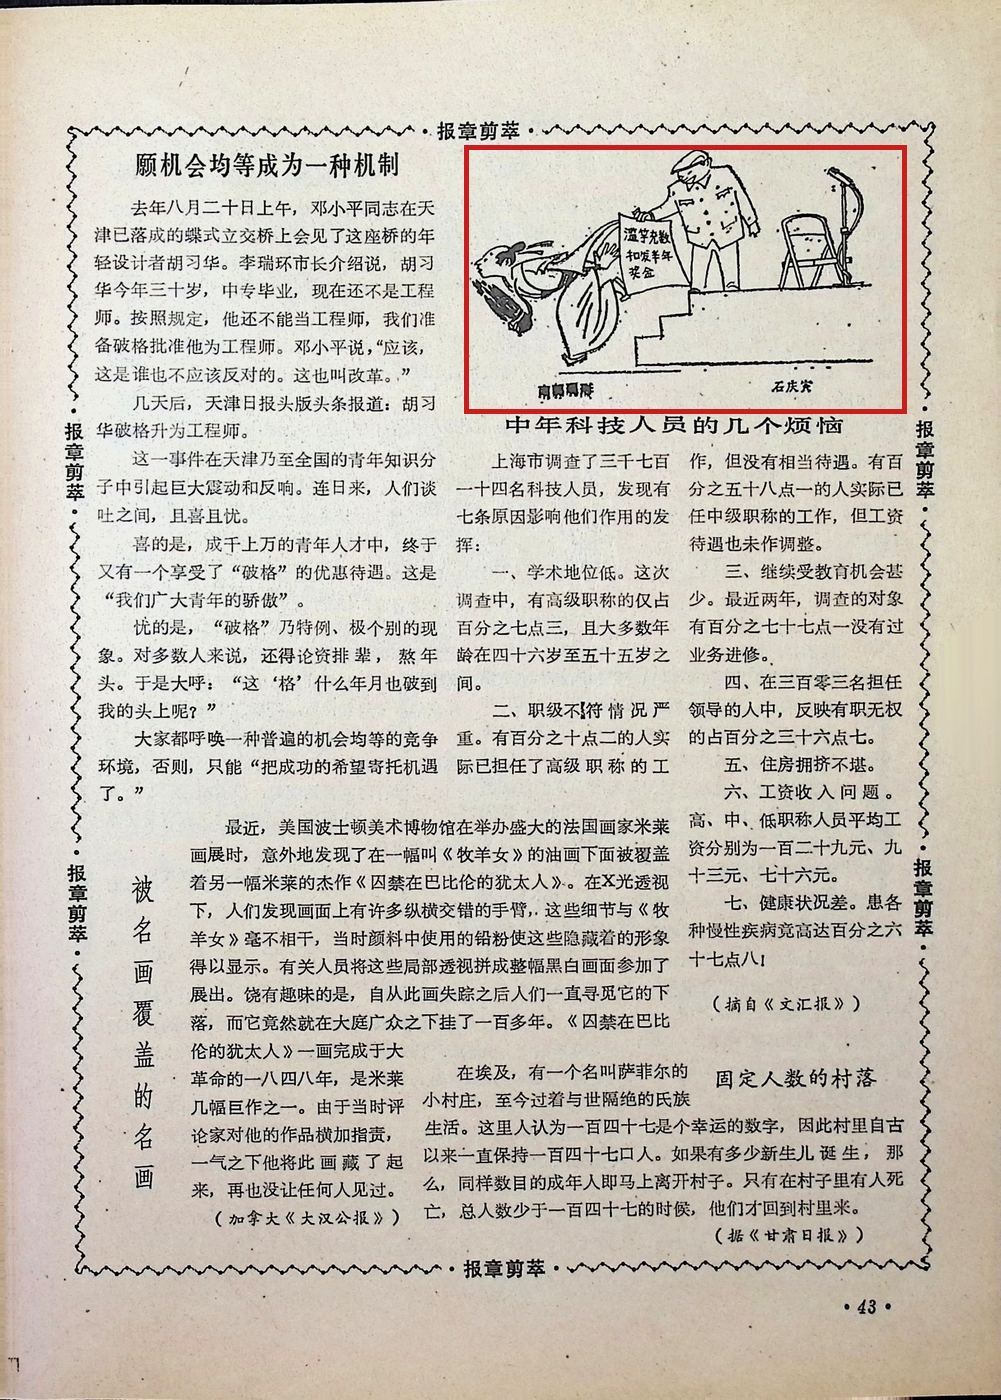 报章剪萃
愿机会均等成为一种机制
去年八月二十日上午，邓小平同志在天
津已落成的蝶式立交桥上会见了这座桥的年
轻设计者胡习华。李瑞环市长介绍说，胡习
华今年三十岁，中专毕业，现在还不是工程
师。按照规定，他还不能当工程师，我们准
备破格批准他为工程师。邓小平说，“应该，
这是谁也不应该反对的。这也叫改革。”
几天后，天津日报头版头条报道：胡习
华破格升为工程师。
这一事件在天津乃至全国的青年知识分
子中引起巨大震动和反响。连日来，人们谈
吐之间，且喜且忧。
喜的是，成千上万的青年人才中，终于
又有一个享受了“破格”的优惠待遇。这是
“我们广大青年的骄傲”。
忧的是，“破格”乃特例、极个别的现
象。对多数人来说，还得论资排辈，熬年
头。于是大呼：“这‘格’什么年月也破到
我的头上呢？”
大家都呼唤一种普遍的机会均等的竞争
环境，否则，只能“把成功的希望寄托机遇
了。”
滥竽充数
扣发半年
奖金
石庆寅
中年科技人员的几个烦恼
上海市调查了三千七百
一十四名科技人员，发现有
七条原因影响他们作用的发
挥：
一、学术地位低。这次
调查中，有高级职称的仅占
百分之七点三，且大多数年
龄在四十六岁至五十五岁之
间。
二、职级不符情况严
重。有百分之十点二的人实
际已担任了高级职称的工
作，但没有相当待遇。有百
分之五十八点一的人实际已
任中级职称的工作，但工资
待遇也未作调整。
三、继续受教育机会甚
少。最近两年，调查的对象
有百分之七十七点一没有过
业务进修。
四、在三百零三名担任
领导的人中，反映有职无权
的占百分之三十六点七。
五、住房拥挤不堪。
六、工资收入问题。
高、中、低职称人员平均工
资分别为一百二十九元、九
十三元、七十六元。
七、健康状况差。患各
种慢性疾病竟高达百分之六
十七点八！
（摘自《文汇报》）
被名画覆盖的名画
最近，美国波士顿美术博物馆在举办盛大的法国画家米莱
画展时，意外地发现了在一幅叫《牧羊女》的油画下面被覆盖
着另一幅米莱的杰作《囚禁在巴比伦的犹太人》。在X光透视
下，人们发现画面上有许多纵横交错的手臂，这些细节与《牧
羊女》毫不相干，当时颜料中使用的铅粉使这些隐藏着的形象
得以显示。有关人员将这些局部透视拼成整幅黑白画面参加了
展出。饶有趣味的是，自从此画失踪之后人们一直寻觅它的下
落，而它竟然就在大庭广众之下挂了一百多年。《囚禁在巴比
伦的犹太人》一画完成于大
革命的一八四八年，是米莱
几幅巨作之一。由于当时评
论家对他的作品横加指责，
一气之下他将此画藏了起
来，再也没让任何人见过。
（加拿大《大汉公报》）
固定人数的村落
在埃及，有一个名叫萨菲尔的
小村庄，至今过着与世隔绝的氏族
生活。这里人认为一百四十七是个幸运的数字，因此村里自古
以来一直保持一百四十七口人。如果有多少新生儿诞生，那
么，同样数目的成年人即马上离开村子。只有在村子里有人死
亡，总人数少于一百四十七的时候，他们才回到村里来。
（据《甘肃日报》）
报章剪萃
报章剪萃
报章剪萃
报章剪萃
报章剪萃
·43·